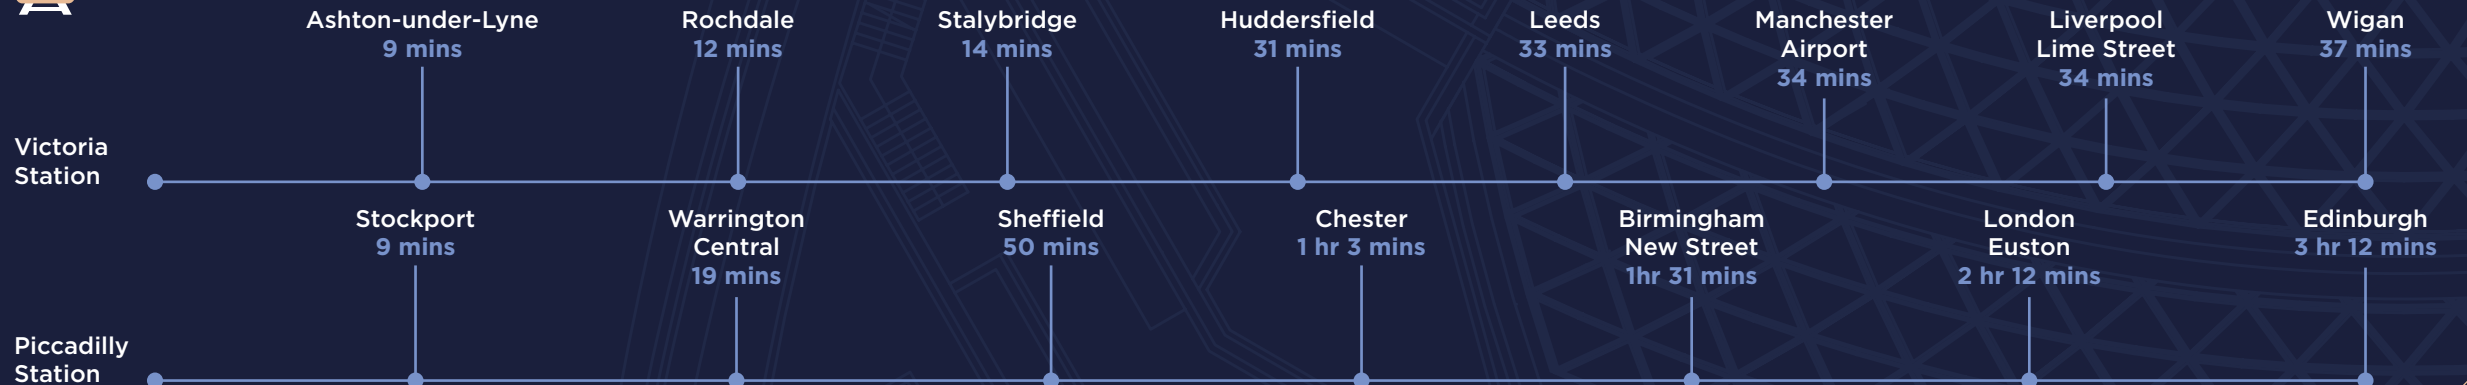 Ashton-under-Lyne
9 mins
Rochdale
12 mins
Stalybridge
14 mins
Huddersfield
31 mins
Leeds
33 mins
Manchester
Airport
34 mins
Liverpool
Lime Street
34 mins
Wigan
37 mins
Victoria
Station
Stockport
9 mins
Warrington
Central
19 mins
Sheffield
50 mins
Chester
1 hr 3 mins
Birmingham
New Street
1hr 31 mins
London
Euston
2 hr 12 mins
Edinburgh
3 hr 12 mins
Piccadilly
Station